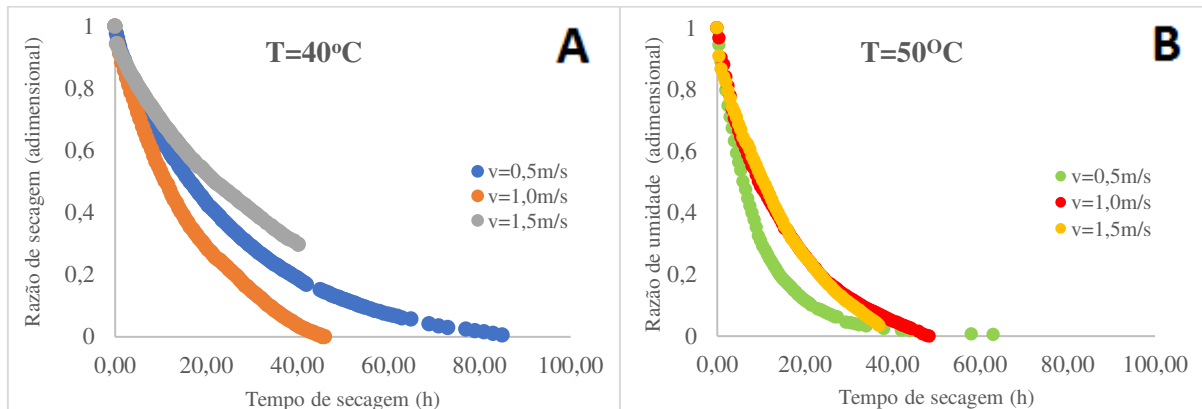 T=40ºC
A
Razão de secagem (adimensional)
1
0.8
0.6
0.4
0.2
0
v=0,5m/s
v=1,0m/s
v=1,5m/s
0,00 20,00 40,00 60,00 80,00 100,00
Tempo de secagem (h)
T=50ᴼC
B
Razão de umidade (adimensional)
1
0.8
0.6
0.4
0.2
0
v=0,5m/s
v=1,0m/s
v=1,5m/s
0,00 20,00 40,00 60,00 80,00 100,00
Tempo de secagem (h)